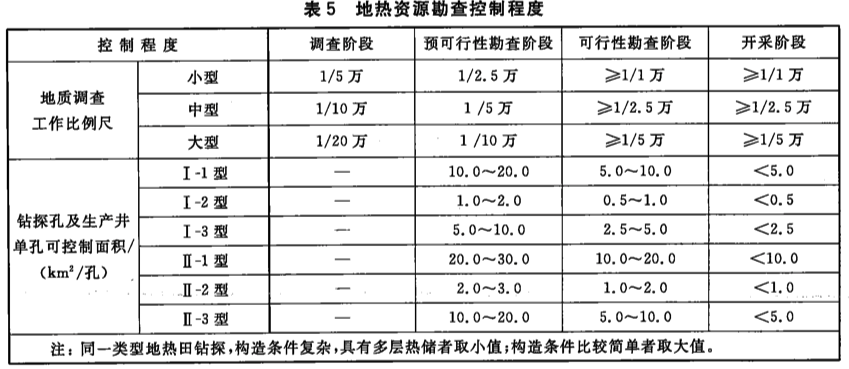 表5 地热资源勘查控制程度
控制程度 调查阶段 预可行性勘查阶段 可行性勘查阶段 开采阶段
地质调查
工作比例尺
小型 1/5万 1/2.5万 ≥1/1万 ≥1/1万
中型 1/10万 1/5万 ≥1/2.5万 ≥1/2.5万
大型 1/20万 1/10万 ≥1/5万 ≥1/5万
钻探孔及生产井
单孔可控制面积/
(km²/孔)
Ⅰ-1型 — 10.0~20.0 5.0~10.0 <5.0
Ⅰ-2型 — 1.0~2.0 0.5~1.0 <0.5
Ⅰ-3型 — 5.0~10.0 2.5~5.0 <2.5
Ⅱ-1型 — 20.0~30.0 10.0~20.0 <10.0
Ⅱ-2型 — 2.0~3.0 1.0~2.0 <1.0
Ⅱ-3型 — 10.0~20.0 5.0~10.0 <5.0
注:同一类型地热田钻探,构造条件复杂,具有多层热储者取小值;构造条件比较简单者取大值。